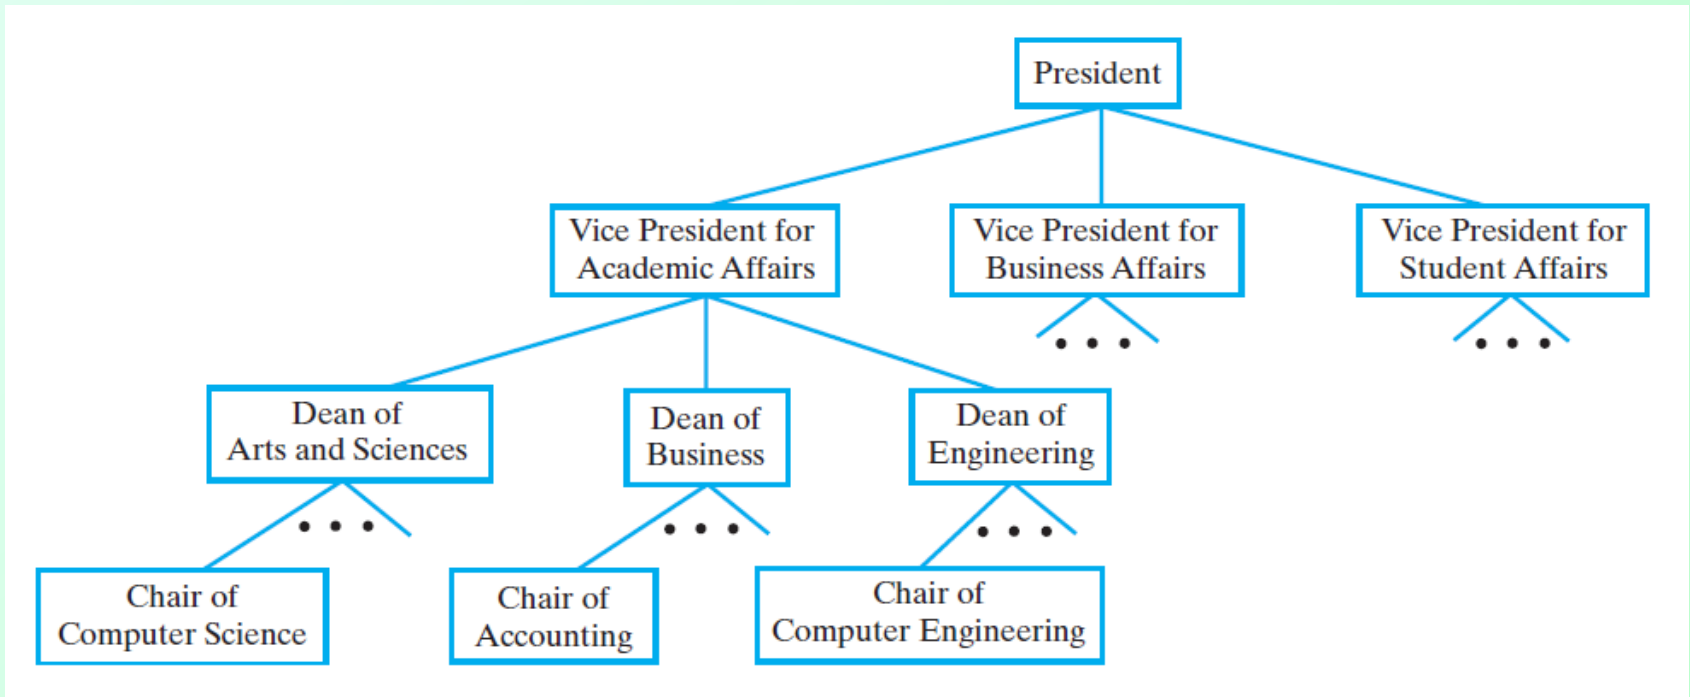 President
Vice President for
Academic Affairs
Vice President for
Business Affairs
Vice President for
Student Affairs
Dean of
Arts and Sciences
Dean of
Business
Dean of
Engineering
Chair of
Computer Science
Chair of
Accounting
Chair of
Computer Engineering